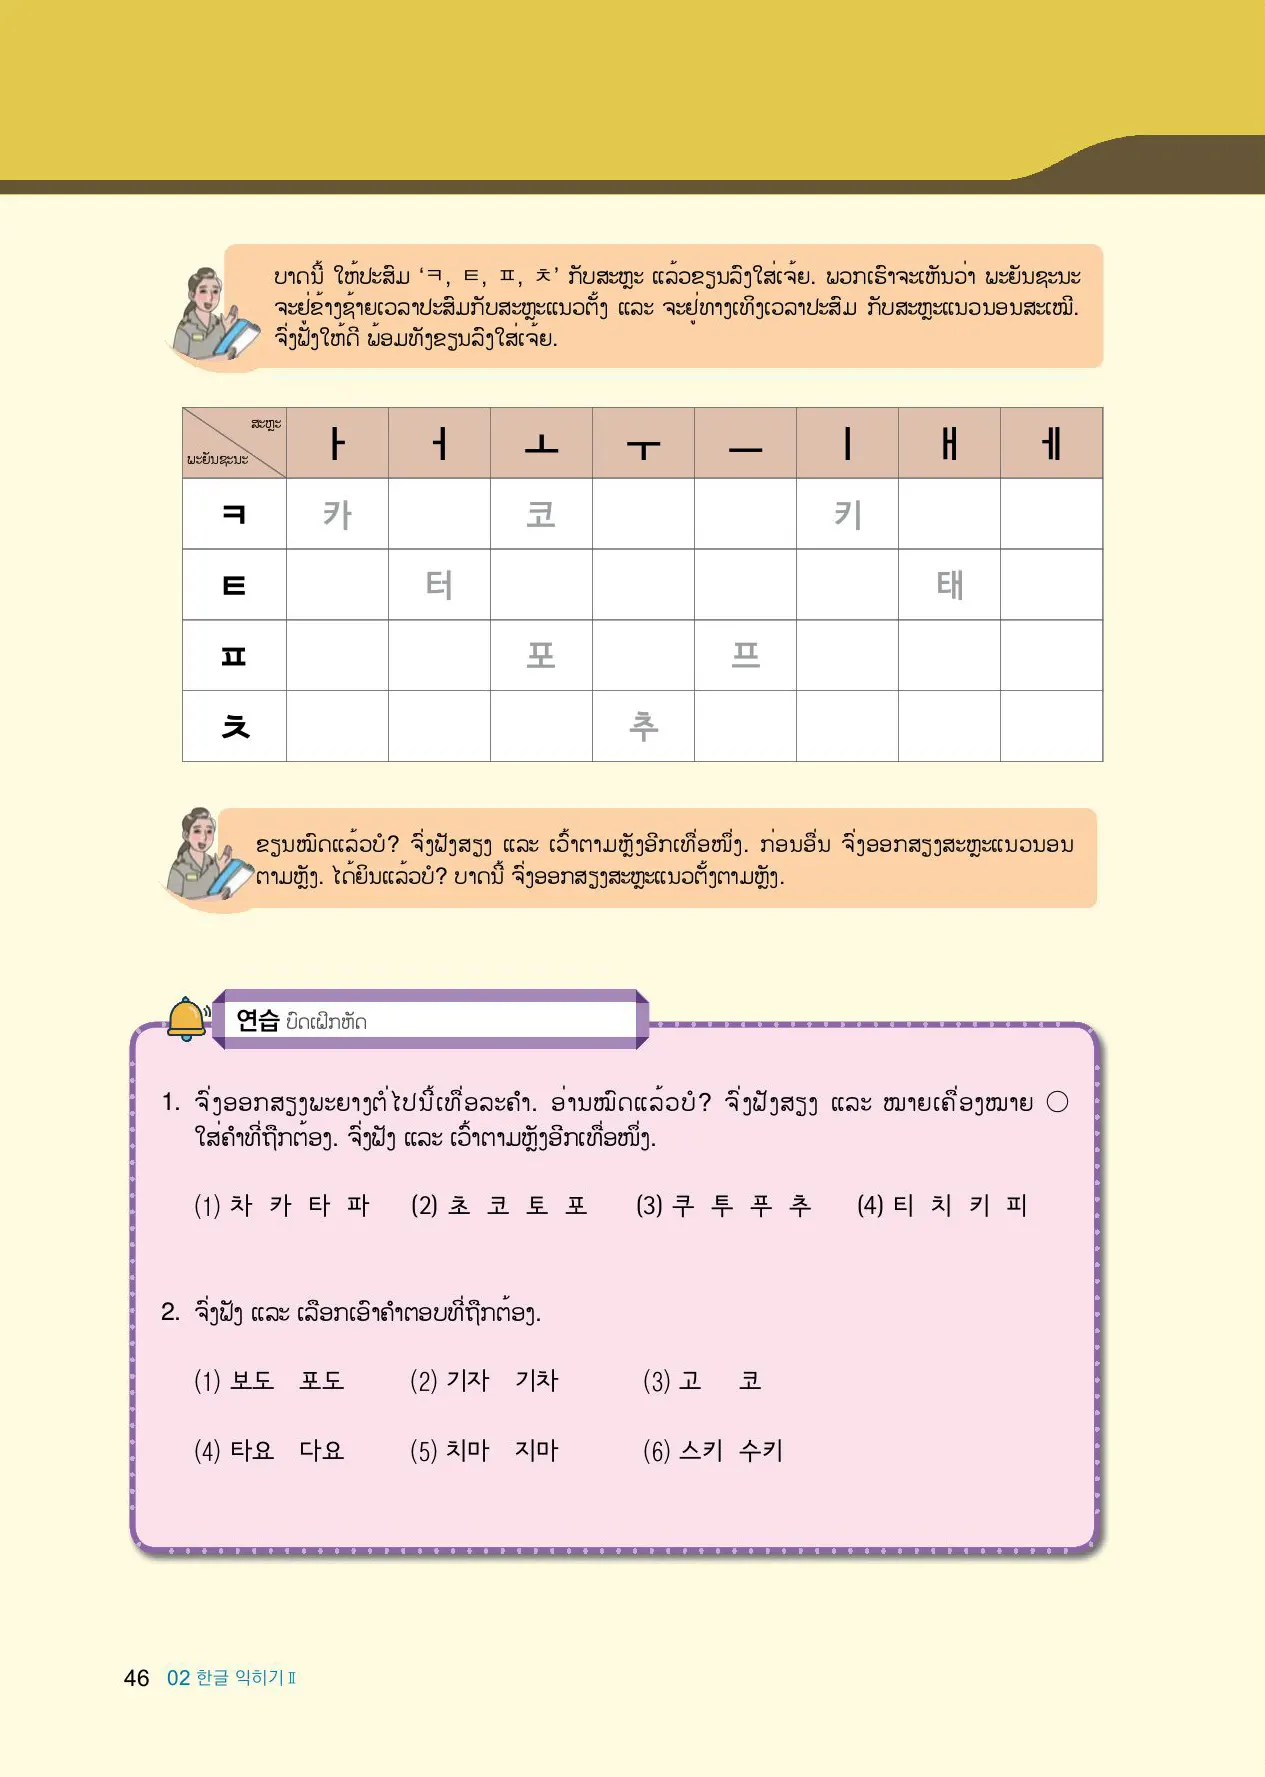 ບາດນີ້ ໃຫ້ປະສົມ ‘ㅋ, ㅌ, ㅍ, ㅊ’ ກັບສະຫຼະ ແລ້ວຂຽນລົງໃສ່ເຈ້ຍ. ພວກເຮົາຈະເຫັນວ່າ ພະຍັນຊະນະ
ຈະຢູ່ຂ້າງຊ້າຍເວລາປະສົມກັບສະຫຼະແນວຕັ້ງ ແລະ ຈະຢູ່ທາງເທິງເວລາປະສົມ ກັບສະຫຼະແນວນອນສະເໝີ.
ຈົ່ງຟັງໃຫ້ດີ ພ້ອມທັງຂຽນລົງໃສ່ເຈ້ຍ.
ສະຫຼະ
ພະຍັນຊະນະ
ㅏ ㅓ ㅗ ㅜ ㅡ ㅣ ㅐ ㅔ
ㅋ 카 코 키
ㅌ 터 태
ㅍ 포 프
ㅊ 추
ຂຽນໝົດແລ້ວບໍ? ຈົ່ງຟັງສຽງ ແລະ ເວົ້າຕາມຫຼັງອີກເທື່ອໜຶ່ງ. ກ່ອນອື່ນ ຈົ່ງອອກສຽງສະຫຼະແນວນອນ
ຕາມຫຼັງ. ໄດ້ຍິນແລ້ວບໍ? ບາດນີ້ ຈົ່ງອອກສຽງສະຫຼະແນວຕັ້ງຕາມຫຼັງ.
연습 ບົດເຝິກຫັດ
1. ຈົ່ງອອກສຽງພະຍາງຕໍ່ໄປນີ້ເທື່ອລະຄຳ. ອ່ານໝົດແລ້ວບໍ? ຈົ່ງຟັງສຽງ ແລະ ໝາຍເຄື່ອງໝາຍ ○
ໃສ່ຄຳທີ່ຖືກຕ້ອງ. ຈົ່ງຟັງ ແລະ ເວົ້າຕາມຫຼັງອີກເທື່ອໜຶ່ງ.
(1) 차 카 타 파 (2) 초 코 토 포 (3) 쿠 투 푸 추 (4) 티 치 키 피
2. ຈົ່ງຟັງ ແລະ ເລືອກເອົາຄຳຕອບທີ່ຖືກຕ້ອງ.
(1) 보도 포도 (2) 기자 기차 (3) 고 코
(4) 타요 다요 (5) 치마 지마 (6) 스키 수키
46 02 한글 익히기 Ⅱ